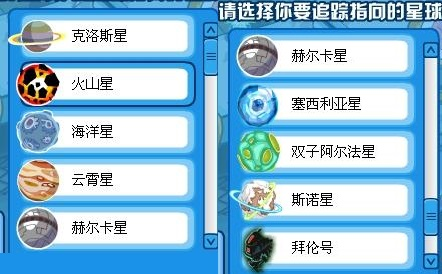 克洛斯星
火山星
海洋星
云霄星
赫尔卡星
请选择你要追踪指向的星球
赫尔卡星
塞西利亚星
双子阿尔法星
斯诺星
拜伦号